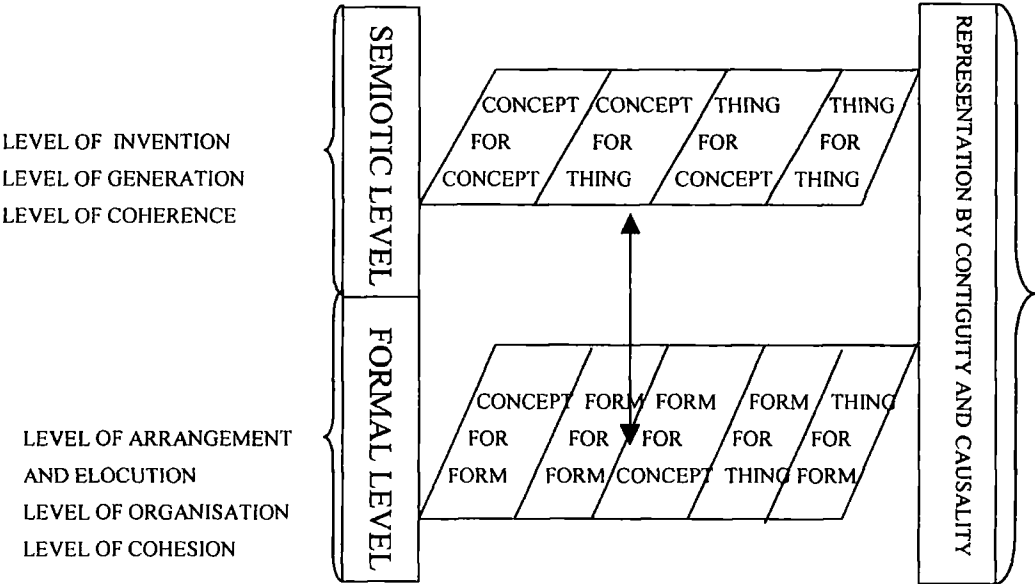 LEVEL OF INVENTION
LEVEL OF GENERATION
LEVEL OF COHERENCE
SEMIOTIC LEVEL
CONCEPT CONCEPT THING THING
FOR FOR FOR FOR
CONCEPT THING CONCEPT THING
LEVEL OF ARRANGEMENT
AND ELOCUTION
LEVEL OF ORGANISATION
LEVEL OF COHESION
FORMAL LEVEL
CONCEPT FORM FORM FORM THING
FOR FOR FOR FOR FOR
FORM FORM CONCEPT THING FORM
REPRESENTATION BY CONTIGUITY AND CAUSALITY